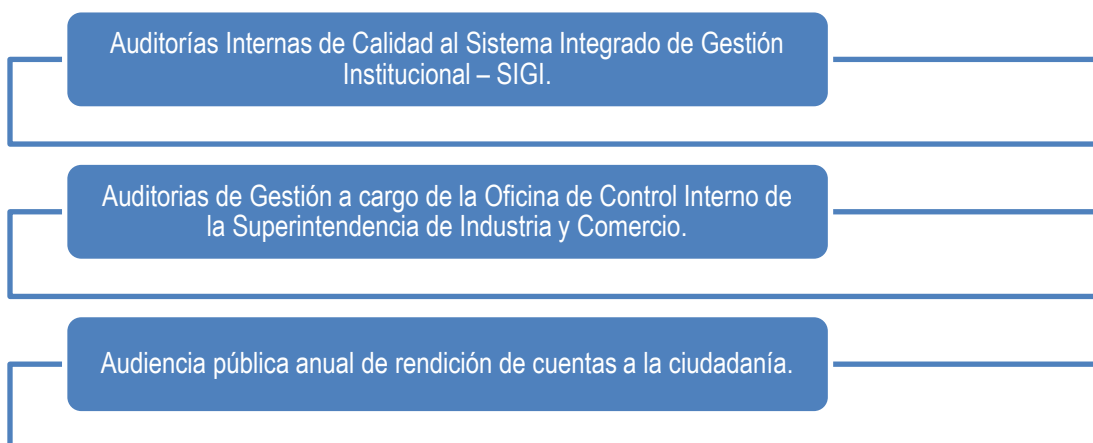 Auditorías Internas de Calidad al Sistema Integrado de Gestión
Institucional – SIGI.
Auditorias de Gestión a cargo de la Oficina de Control Interno de
la Superintendencia de Industria y Comercio.
Audiencia pública anual de rendición de cuentas a la ciudadanía.